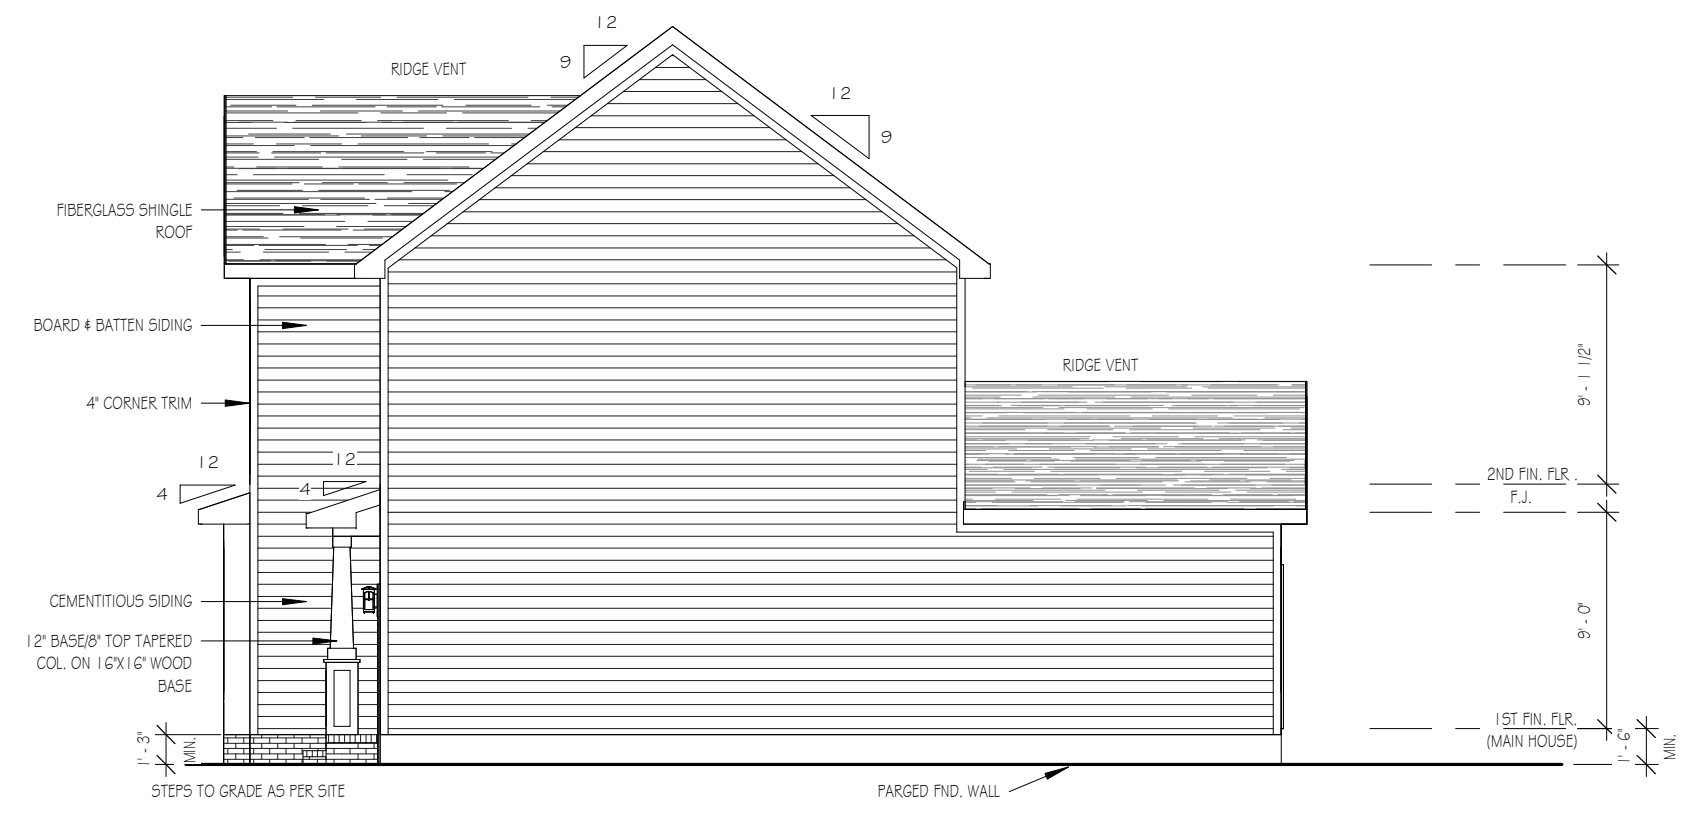 12
9
RIDGE VENT
12
9
FIBERGLASS SHINGLE
ROOF
BOARD & BATTEN SIDING
9' - 1 1/2"
RIDGE VENT
4" CORNER TRIM
12
4
12
4
2ND FIN. FLR .
F.J.
CEMENTITIOUS SIDING
9' - 0"
12" BASE/8" TOP TAPERED
COL. ON 16"X16" WOOD
BASE
1' - 3"
MIN.
1ST FIN. FLR.
(MAIN HOUSE)
1' - 6"
MIN.
STEPS TO GRADE AS PER SITE
PARGED FND. WALL